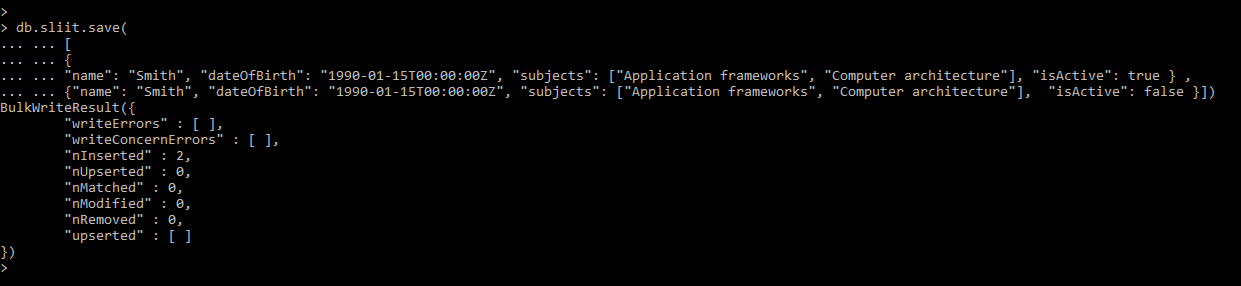 >
> db.sliit.save(
... ... [
... ... {
... ... "name": "Smith", "dateOfBirth": "1990-01-15T00:00:00Z", "subjects": ["Application frameworks", "Computer architecture"], "isActive": true } ,
... ... {"name": "Smith", "dateOfBirth": "1990-01-15T00:00:00Z", "subjects": ["Application frameworks", "Computer architecture"],  "isActive": false }])
BulkWriteResult({
        "writeErrors" : [ ],
        "writeConcernErrors" : [ ],
        "nInserted" : 2,
        "nUpserted" : 0,
        "nMatched" : 0,
        "nModified" : 0,
        "nRemoved" : 0,
        "upserted" : [ ]
})
>